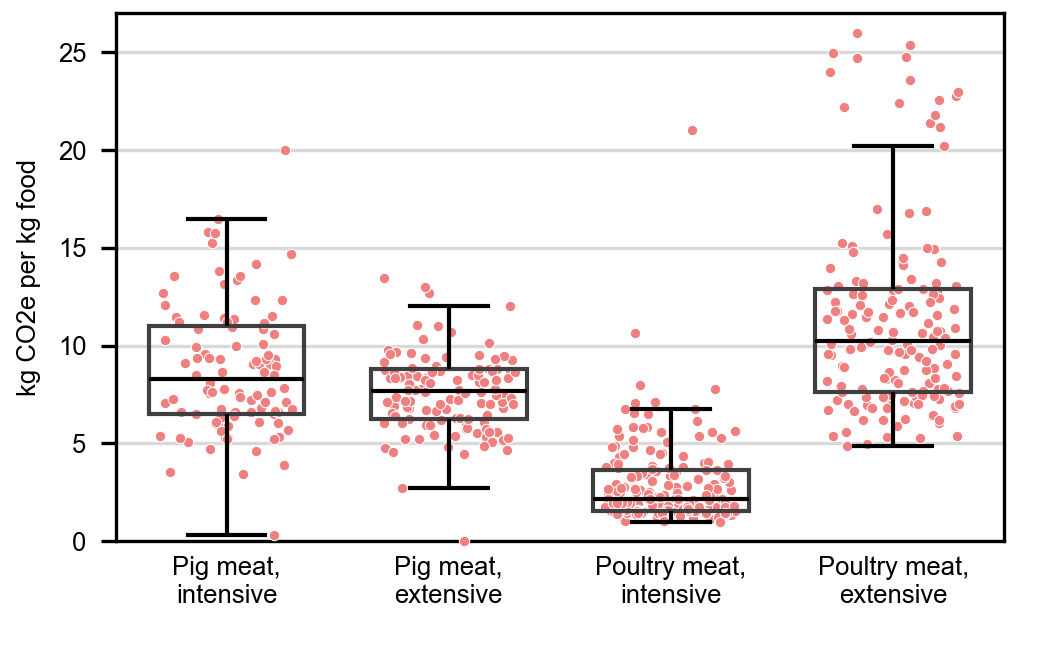 kg CO2e per kg food
25
20
15
10
5
0
Pig meat,
intensive
Pig meat,
extensive
Poultry meat,
intensive
Poultry meat,
extensive